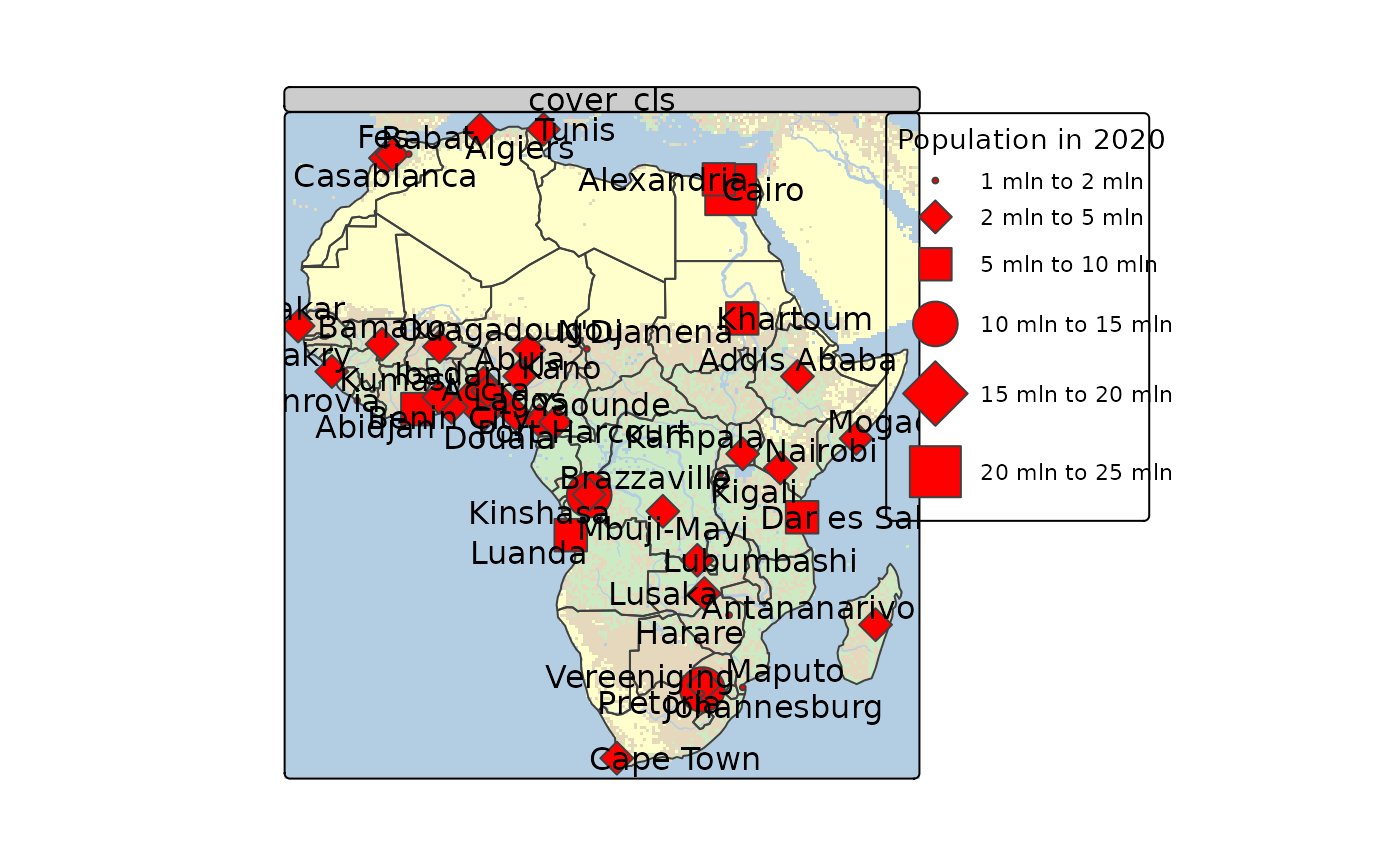 cover_cls
Population in 2020
1 mln to 2 mln
2 mln to 5 mln
5 mln to 10 mln
10 mln to 15 mln
15 mln to 20 mln
20 mln to 25 mln
Fes
Rabat
Tunis
Algiers
Casablanca
Alexandria
Cairo
akar
Bamako
Ouagadougou
N'Djamena
Khartoum
akry
Abuja
Kano
Addis Ababa
Kumasi
Ibadan
Accra
Lagos
nrovia
Abidjan
Benin City
Yaounde
Douala
Port Harcourt
Kampala
Mogad
Nairobi
Brazzaville
Kigali
Kinshasa
Mbuji-Mayi
Dar es Sal
Luanda
Lubumbashi
Lusaka
Antananarivo
Harare
Vereeniging
Maputo
Pretoria
Johannesburg
Cape Town